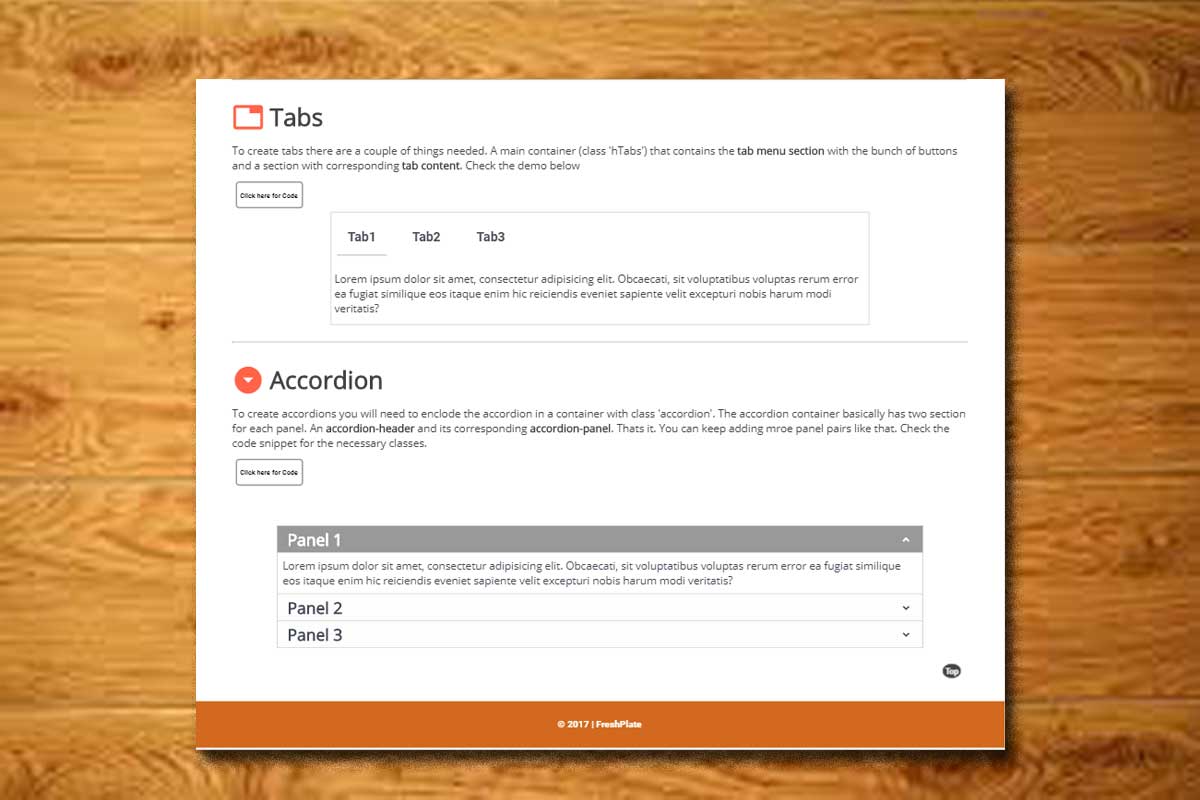 Tabs
To create tabs there are a couple of things needed. A main container (class 'hTabs') that contains the tab menu section with the bunch of buttons
and a section with corresponding tab content. Check the demo below
Click here for Code
Tab1 Tab2 Tab3
Lorem ipsum dolor sit amet, consectetur adipisicing elit. Obcaecati, sit voluptatibus voluptas rerum error
ea fugiat similique eos itaque enim hic reiciendis eveniet sapiente velit excepturi nobis harum modi
veritatis?
Accordion
To create accordions you will need to enclode the accordion in a container with class 'accordion'. The accordion container basically has two section
for each panel. An accordion-header and its corresponding accordion-panel. Thats it. You can keep adding mroe panel pairs like that. Check the
code snippet for the necessary classes.
Click here for Code
Panel 1
Lorem ipsum dolor sit amet, consectetur adipisicing elit. Obcaecati, sit voluptatibus voluptas rerum error ea fugiat similique
eos itaque enim hic reiciendis eveniet sapiente velit excepturi nobis harum modi veritatis?
Panel 2
Panel 3
Top
© 2017 | FreshPlate